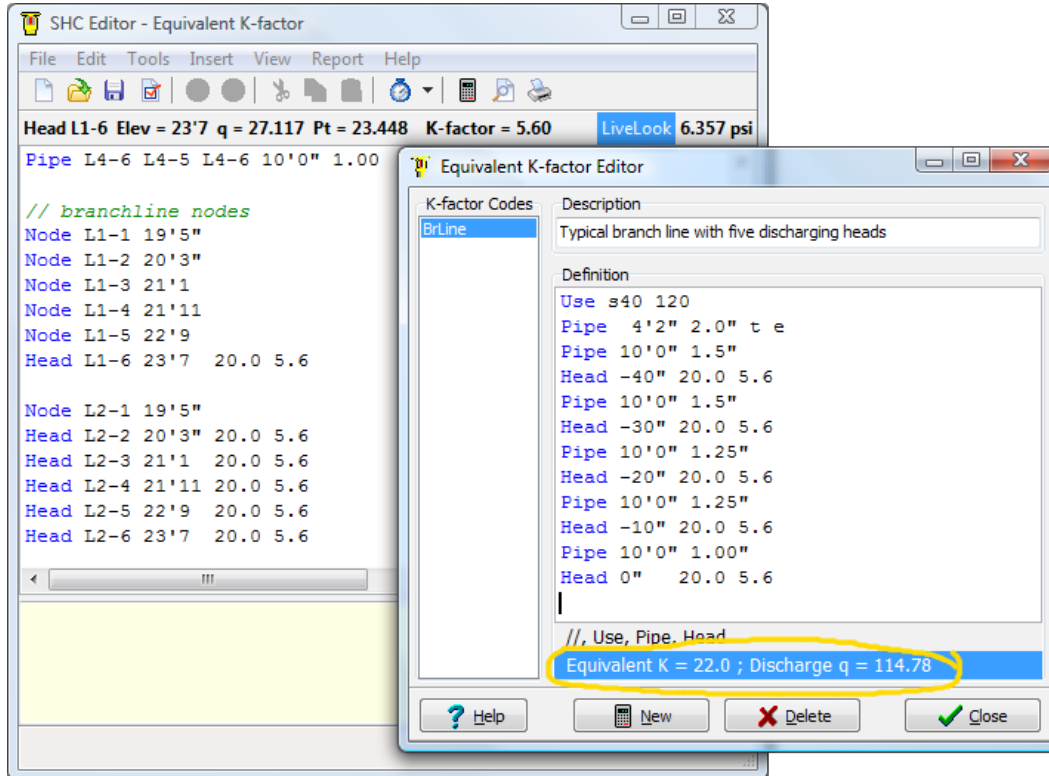 SHC Editor - Equivalent K-factor
File Edit Tools Insert View Report Help
Head L1-6 Elev = 23'7 q = 27.117 Pt = 23.448 K-factor = 5.60 LiveLook 6.357 psi
Pipe L4-6 L4-5 L4-6 10'0" 1.00
// branchline nodes
Node L1-1 19'5"
Node L1-2 20'3"
Node L1-3 21'1
Node L1-4 21'11
Node L1-5 22'9
Head L1-6 23'7 20.0 5.6
Node L2-1 19'5"
Head L2-2 20'3" 20.0 5.6
Head L2-3 21'1 20.0 5.6
Head L2-4 21'11 20.0 5.6
Head L2-5 22'9 20.0 5.6
Head L2-6 23'7 20.0 5.6
Equivalent K-factor Editor
K-factor Codes
BrLine
Description
Typical branch line with five discharging heads
Definition
Use s40 120
Pipe 4'2" 2.0" t e
Pipe 10'0" 1.5"
Head -40" 20.0 5.6
Pipe 10'0" 1.5"
Head -30" 20.0 5.6
Pipe 10'0" 1.25"
Head -20" 20.0 5.6
Pipe 10'0" 1.25"
Head -10" 20.0 5.6
Pipe 10'0" 1.00"
Head 0" 20.0 5.6
//, Use, Pipe, Head
Equivalent K = 22.0 ; Discharge q = 114.78
Help
New
Delete
Close